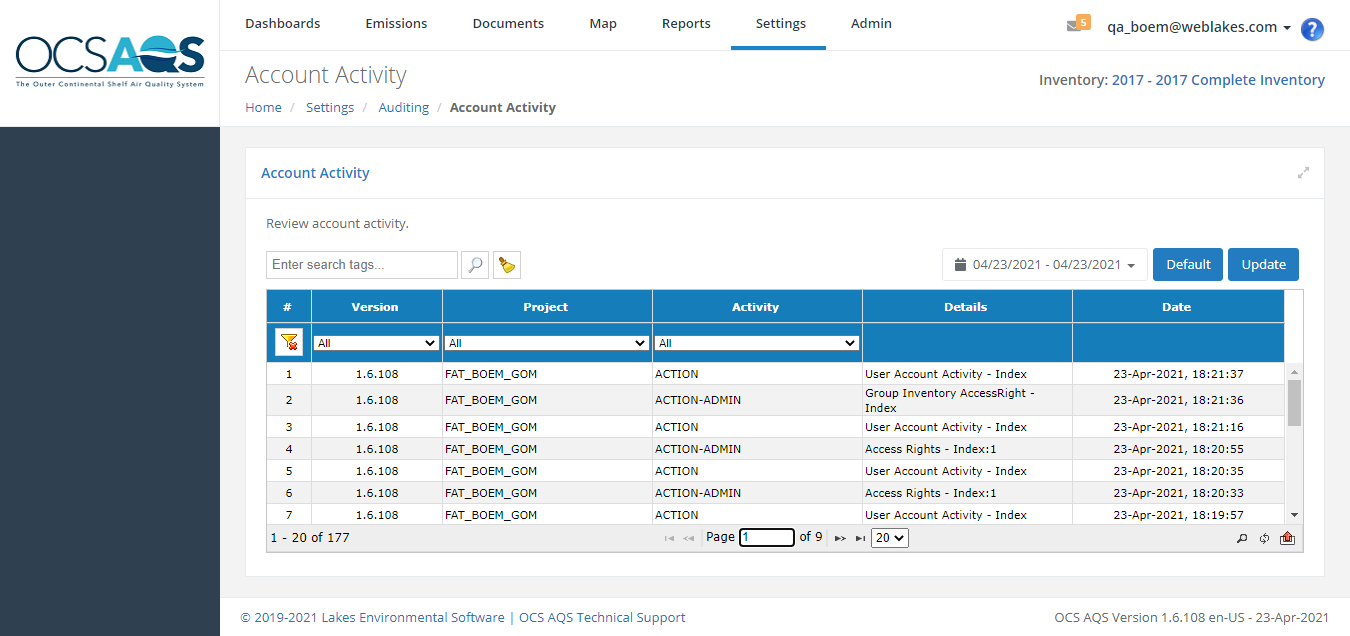 OCSAQS
The Outer Continental Shelf Air Quality System
Dashboards Emissions Documents Map Reports Settings Admin
5 qa_boem@weblakes.com ?
Account Activity
Inventory: 2017 - 2017 Complete Inventory
Home / Settings / Auditing / Account Activity
Account Activity
Review account activity.
Enter search tags... 04/23/2021 - 04/23/2021 Default Update
# Version Project Activity Details Date
All All All
1 1.6.108 FAT_BOEM_GOM ACTION User Account Activity - Index 23-Apr-2021, 18:21:37
2 1.6.108 FAT_BOEM_GOM ACTION-ADMIN Group Inventory AccessRight - 23-Apr-2021, 18:21:36
Index
3 1.6.108 FAT_BOEM_GOM ACTION User Account Activity - Index 23-Apr-2021, 18:21:16
4 1.6.108 FAT_BOEM_GOM ACTION-ADMIN Access Rights - Index:1 23-Apr-2021, 18:20:55
5 1.6.108 FAT_BOEM_GOM ACTION User Account Activity - Index 23-Apr-2021, 18:20:35
6 1.6.108 FAT_BOEM_GOM ACTION-ADMIN Access Rights - Index:1 23-Apr-2021, 18:20:33
7 1.6.108 FAT_BOEM_GOM ACTION User Account Activity - Index 23-Apr-2021, 18:19:57
1 - 20 of 177 Page 1 of 9 20
© 2019-2021 Lakes Environmental Software | OCS AQS Technical Support
OCS AQS Version 1.6.108 en-US - 23-Apr-2021